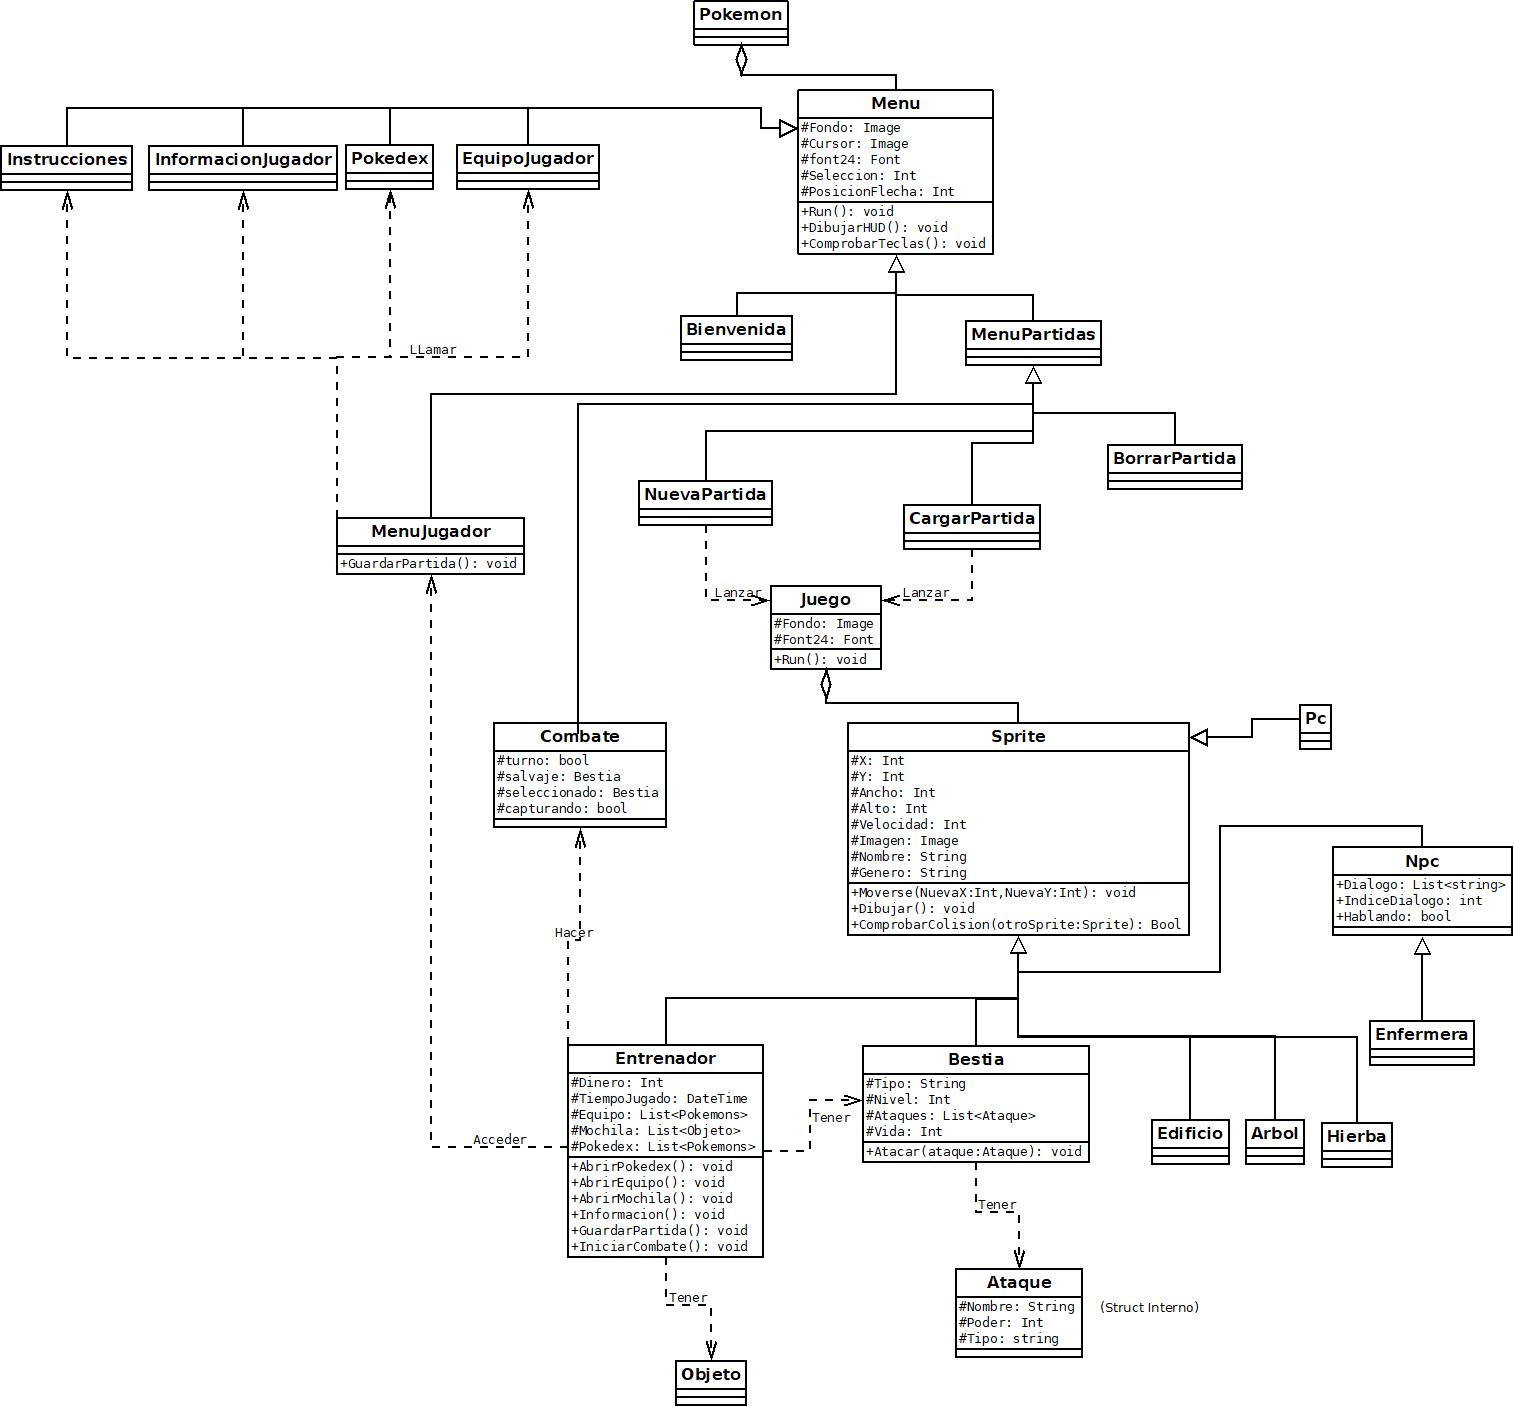 Pokemon
Menu
#Fondo: Image
#Cursor: Image
#font24: Font
#Seleccion: Int
#PosicionFlecha: Int
+Run(): void
+DibujarHUD(): void
+ComprobarTeclas(): void
Instrucciones
InformacionJugador
Pokedex
EquipoJugador
Bienvenida
MenuPartidas
LLamar
BorrarPartida
NuevaPartida
CargarPartida
MenuJugador
+GuardarPartida(): void
Lanzar
Lanzar
Juego
#Fondo: Image
#Font24: Font
+Run(): void
Combate
#turno: bool
#salvaje: Bestia
#seleccionado: Bestia
#capturando: bool
Sprite
#X: Int
#Y: Int
#Ancho: Int
#Alto: Int
#Velocidad: Int
#Imagen: Image
#Nombre: String
#Genero: String
+Moverse(NuevaX:Int,NuevaY:Int): void
+Dibujar(): void
+ComprobarColision(otroSprite:Sprite): Bool
Pc
Npc
+Dialogo: List<string>
+IndiceDialogo: int
+Hablando: bool
Hacer
Enfermera
Entrenador
#Dinero: Int
#TiempoJugado: DateTime
#Equipo: List<Pokemons>
#Mochila: List<Objeto>
#Pokedex: List<Pokemons>
+AbrirPokedex(): void
+AbrirEquipo(): void
+AbrirMochila(): void
+Informacion(): void
+GuardarPartida(): void
+IniciarCombate(): void
Acceder
Tener
Bestia
#Tipo: String
#Nivel: Int
#Ataques: List<Ataque>
#Vida: Int
+Atacar(ataque:Ataque): void
Edificio
Arbol
Hierba
Tener
Ataque
#Nombre: String
#Poder: Int
#Tipo: string
(Struct Interno)
Tener
Objeto